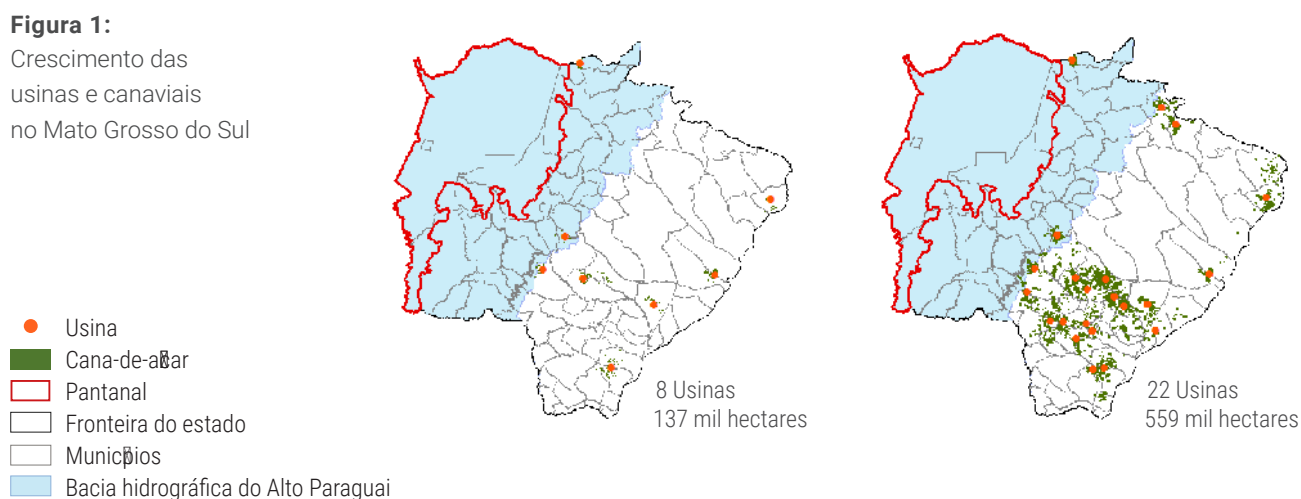 Figura 1:
Crescimento das
usinas e canaviais
no Mato Grosso do Sul
Usina
Pantanal
Fronteira do estado
Bacia hidrográfica do Alto Paraguai
8 Usinas
137 mil hectares
22 Usinas
559 mil hectares